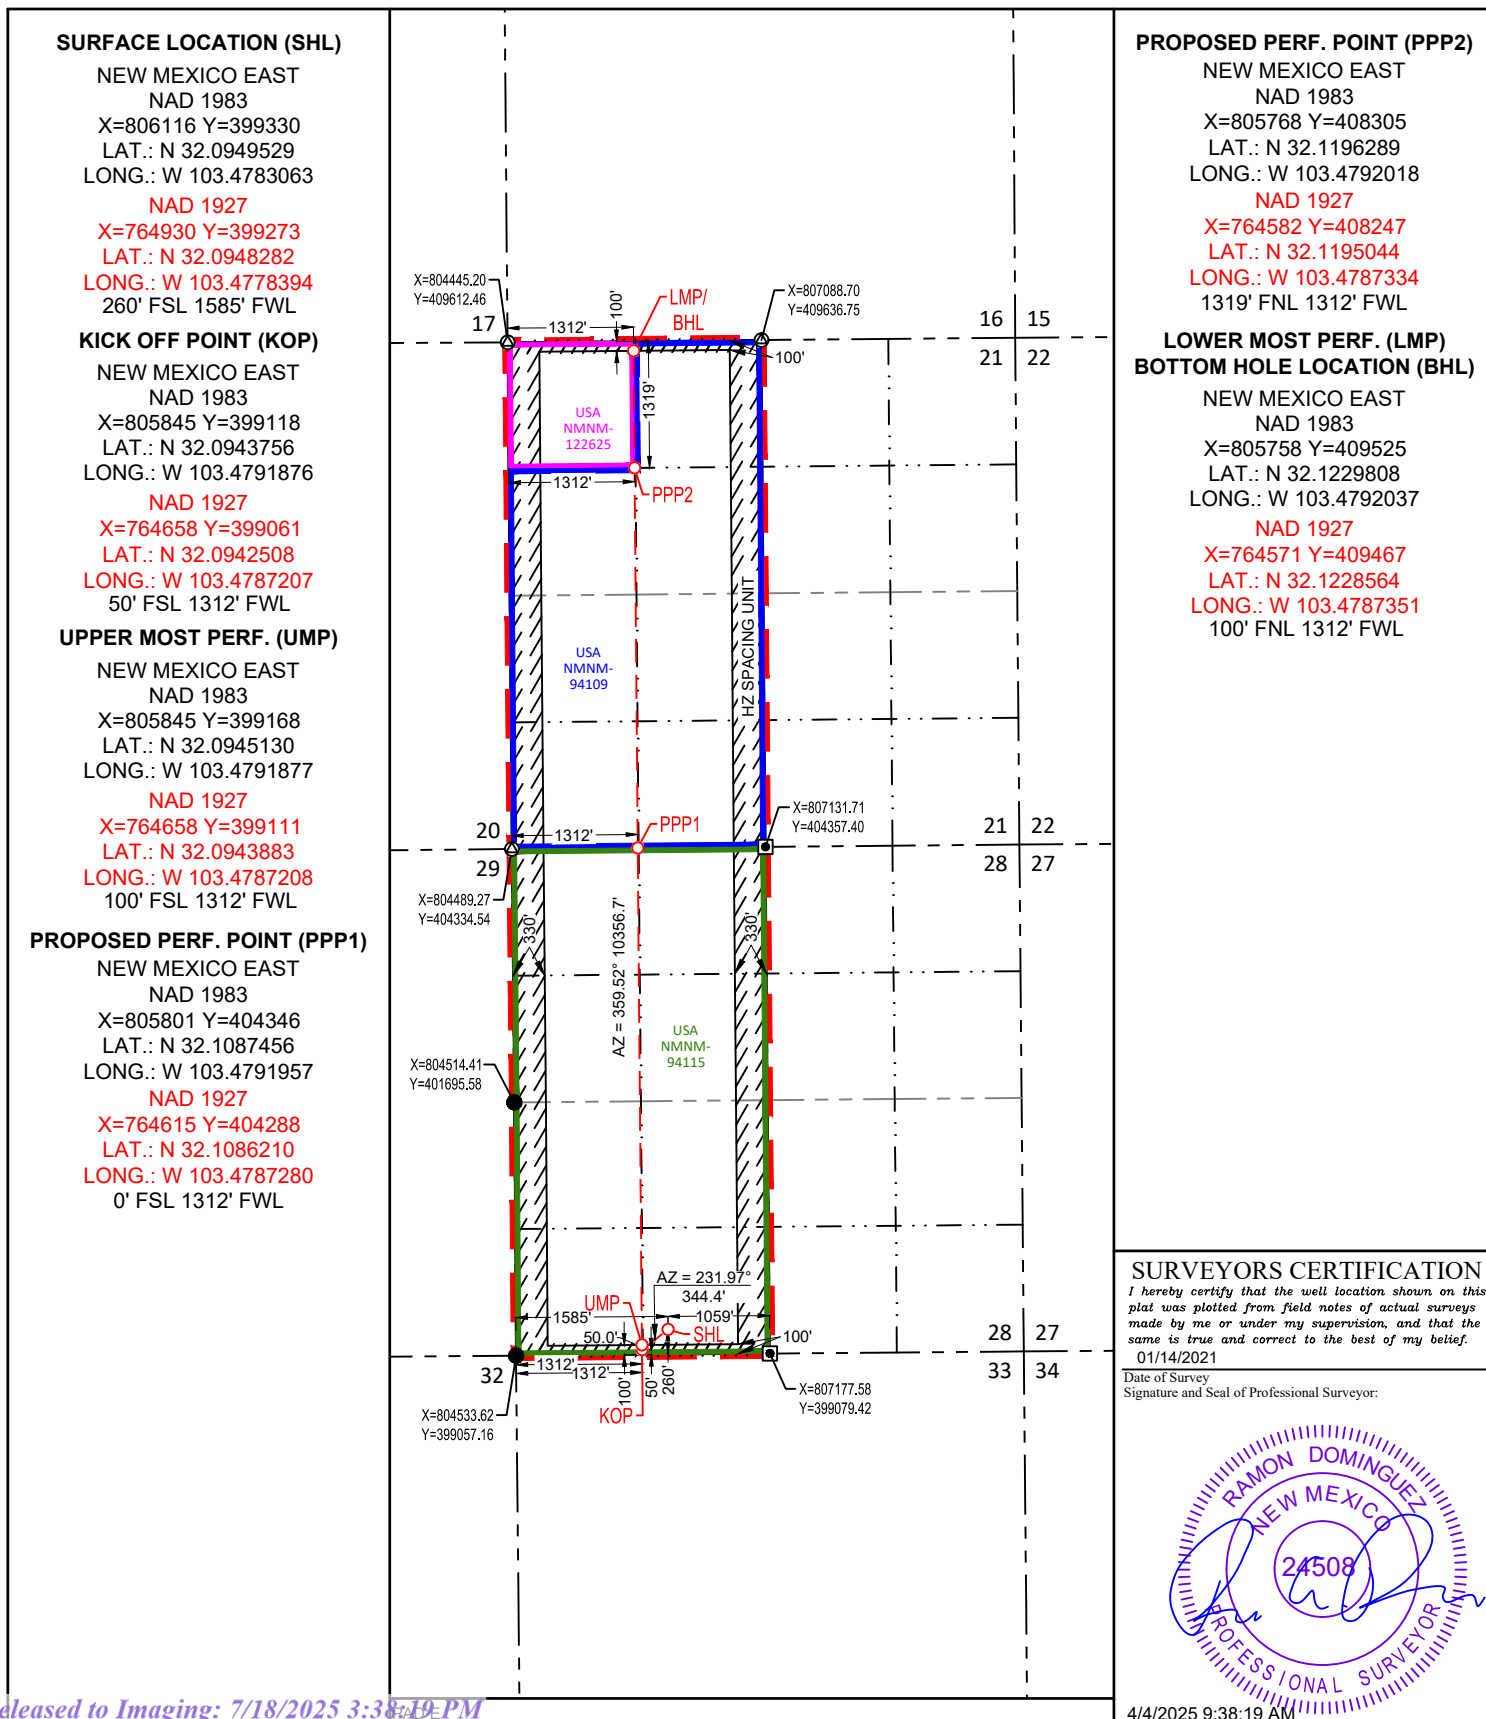 SURFACE LOCATION (SHL)
NEW MEXICO EAST
NAD 1983
X=806116 Y=399330
LAT.: N 32.0949529
LONG.: W 103.4783063
NAD 1927
X=764930 Y=399273
LAT.: N 32.0948282
LONG.: W 103.4778394
260' FSL 1585' FWL
KICK OFF POINT (KOP)
NEW MEXICO EAST
NAD 1983
X=805845 Y=399118
LAT.: N 32.0943756
LONG.: W 103.4791876
NAD 1927
X=764658 Y=399061
LAT.: N 32.0942508
LONG.: W 103.4787207
50' FSL 1312' FWL
UPPER MOST PERF. (UMP)
NEW MEXICO EAST
NAD 1983
X=805845 Y=399168
LAT.: N 32.0945130
LONG.: W 103.4791877
NAD 1927
X=764658 Y=399111
LAT.: N 32.0943883
LONG.: W 103.4787208
100' FSL 1312' FWL
PROPOSED PERF. POINT (PPP1)
NEW MEXICO EAST
NAD 1983
X=805801 Y=404346
LAT.: N 32.1087456
LONG.: W 103.4791957
NAD 1927
X=764615 Y=404288
LAT.: N 32.1086210
LONG.: W 103.4787280
0' FSL 1312' FWL
X=804445.20
Y=409612.46
17
1312'
100'
LMP/
BHL
X=807088.70
Y=409636.75
16 15
21 22
100'
1319'
USA
NMNM-
122625
1312'
PPP2
HZ SPACING UNIT
USA
NMNM-
94109
X=807131.71
Y=404357.40
20
29
1312'
PPP1
21 22
28 27
X=804489.27
Y=404334.54
330'
330'
AZ = 359.52° 10356.7'
USA
NMNM-
94115
X=804514.41
Y=401695.58
AZ = 231.97°
344.4'
UMP
1585'
1059'
50.0'
SHL
100'
28 27
33 34
32
1312'
1312'
100'
50'
260'
KOP
X=807177.58
Y=399079.42
X=804533.62
Y=399057.16
PROPOSED PERF. POINT (PPP2)
NEW MEXICO EAST
NAD 1983
X=805768 Y=408305
LAT.: N 32.1196289
LONG.: W 103.4792018
NAD 1927
X=764582 Y=408247
LAT.: N 32.1195044
LONG.: W 103.4787334
1319' FNL 1312' FWL
LOWER MOST PERF. (LMP)
BOTTOM HOLE LOCATION (BHL)
NEW MEXICO EAST
NAD 1983
X=805758 Y=409525
LAT.: N 32.1229808
LONG.: W 103.4792037
NAD 1927
X=764571 Y=409467
LAT.: N 32.1228564
LONG.: W 103.4787351
100' FNL 1312' FWL
SURVEYORS CERTIFICATION
I hereby certify that the well location shown on this
plat was plotted from field notes of actual surveys
made by me or under my supervision, and that the
same is true and correct to the best of my belief.
01/14/2021
Date of Survey
Signature and Seal of Professional Surveyor:
RAMON DOMINGUEZ
NEW MEXICO
24508
PROFESSIONAL SURVEYOR
4/4/2025 9:38:19 AM
eleased to Imaging: 7/18/2025 3:38:19 PM